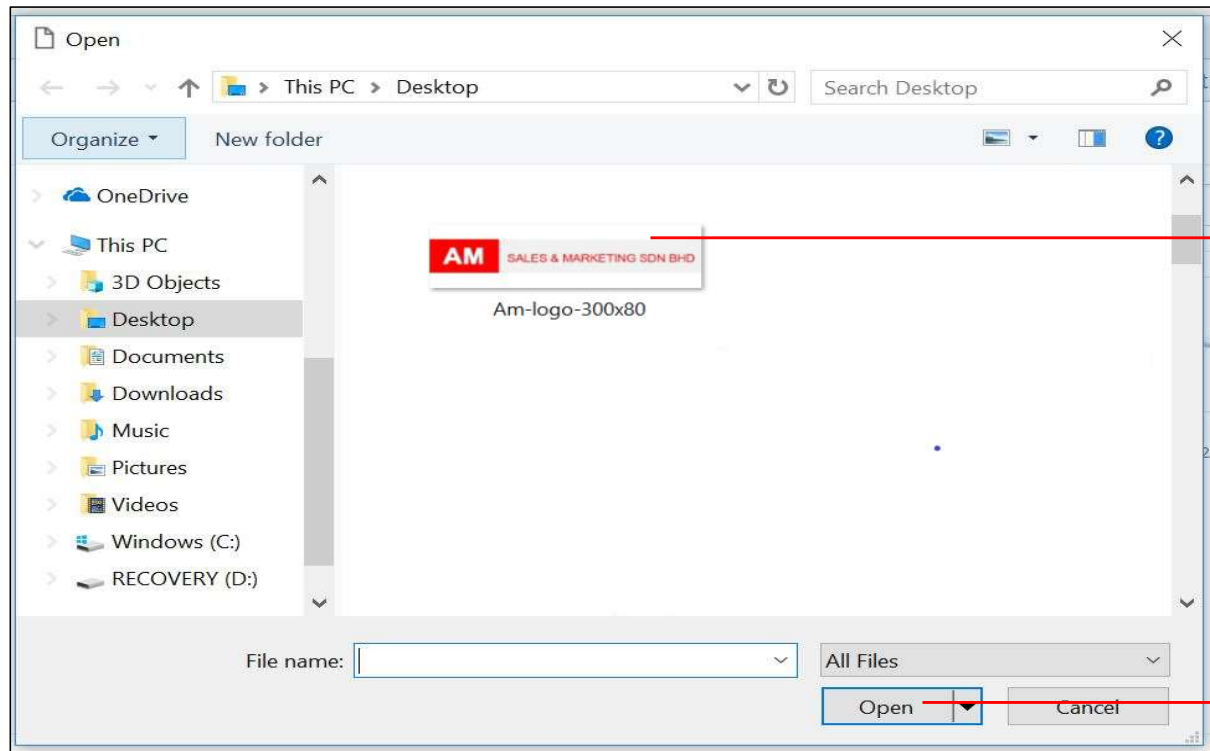 Open
This PC > Desktop
Search Desktop
Organize
New folder
?
OneDrive
This PC
3D Objects
Desktop
Documents
Downloads
Music
Pictures
Videos
Windows (C:)
RECOVERY (D:)
AM SALES & MARKETING SDN BHD
Am-logo-300x80
File name:
All Files
Open
Cancel